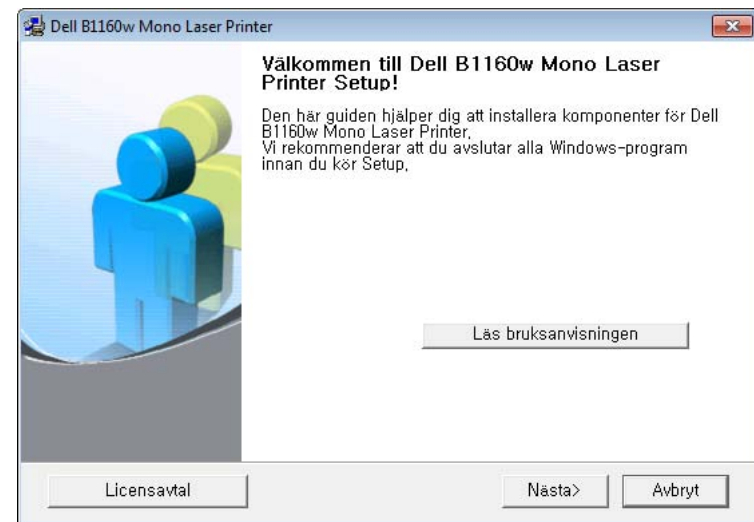 Dell B1160w Mono Laser Printer
Välkommen till Dell B1160w Mono Laser
Printer Setup!
Den här guiden hjälper dig att installera komponenter för Dell
B1160w Mono Laser Printer,
Vi rekommenderar att du avslutar alla Windows-program
innan du kör Setup,
Läs bruksanvisningen
Licensavtal
Nästa>
Avbryt